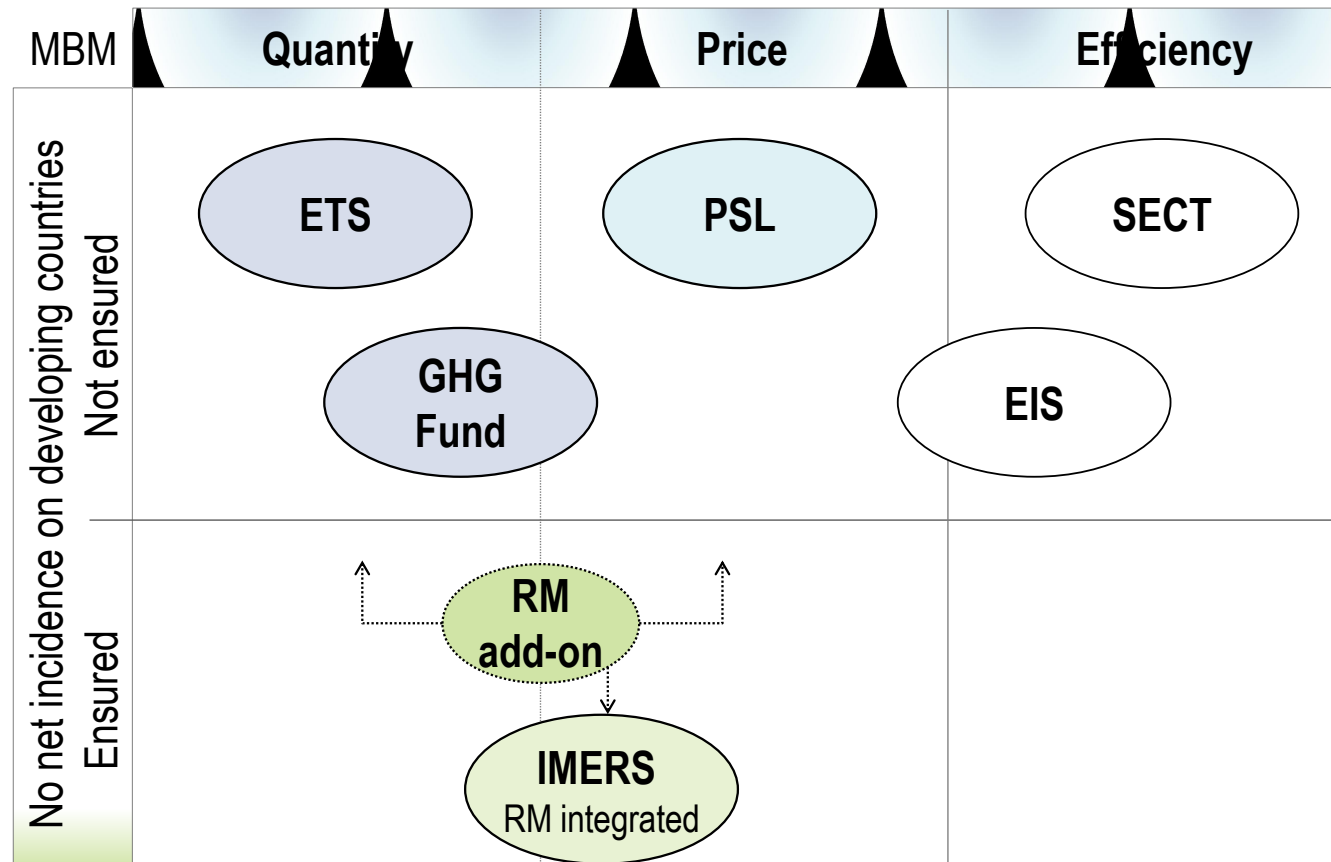 MBM
Quantity
Price
Efficiency
No net incidence on developing countries
Not ensured
Ensured
ETS
PSL
SECT
GHG
Fund
EIS
RM
add-on
IMERS
RM integrated